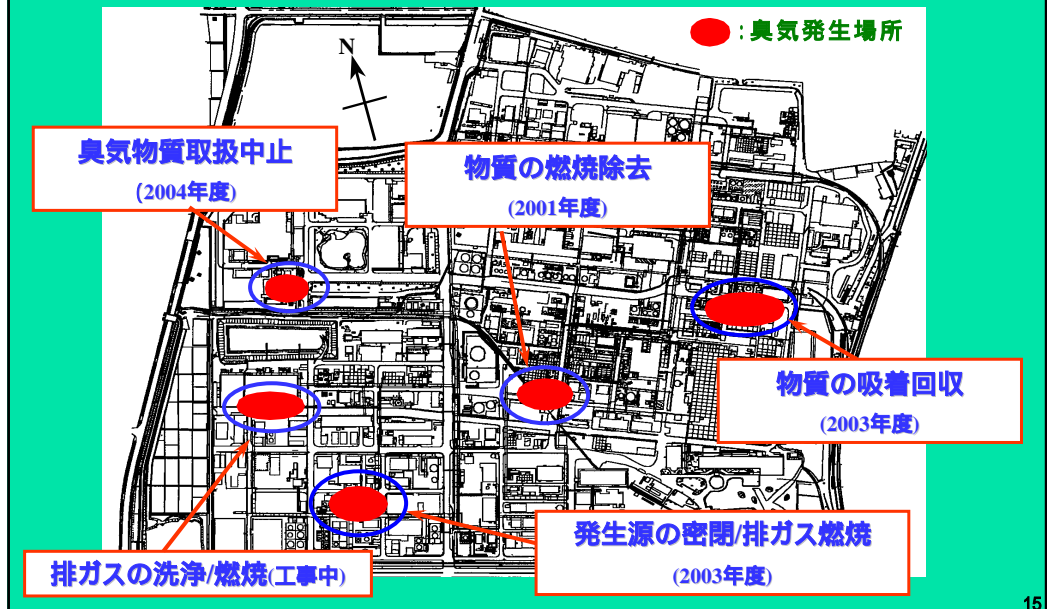 ：臭気発生場所
N
臭気物質取扱中止
(2004年度)
物質の燃焼除去
(2001年度)
物質の吸着回収
(2003年度)
発生源の密閉/排ガス燃焼
(2003年度)
排ガスの洗浄/燃焼(工事中)
15